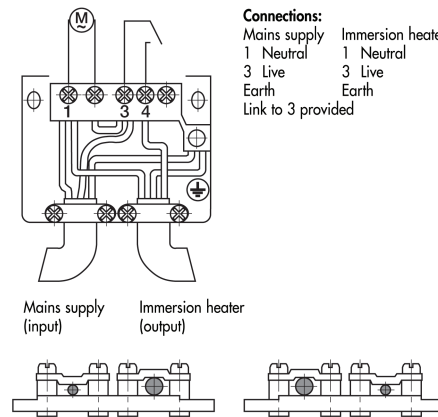 M
~
1 3 4
Connections:
Mains supply Immersion heate
1 Neutral 1 Neutral
3 Live 3 Live
Earth Earth
Link to 3 provided
Mains supply Immersion heater
(input) (output)